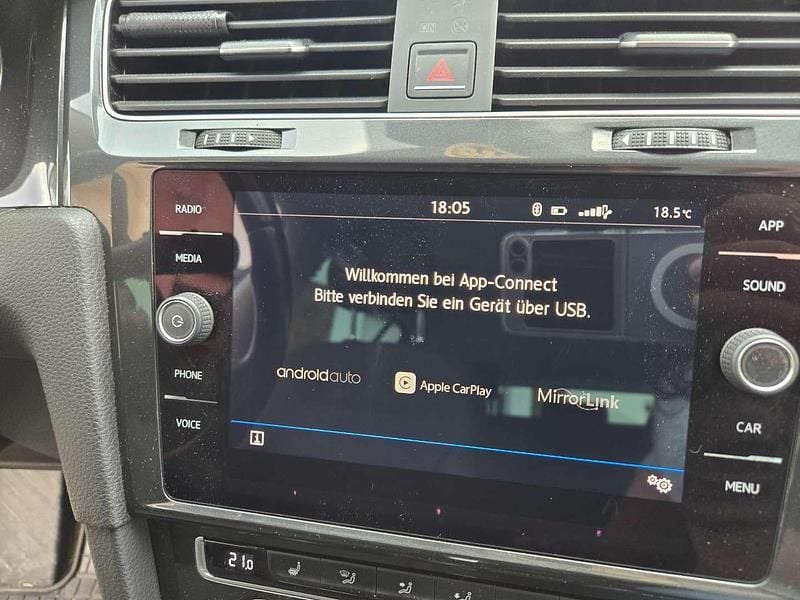 ON
RADIO
18:05
18.5°C
APP
MEDIA
Willkommen bei App-Connect
Bitte verbinden Sie ein Gerät über USB.
SOUND
PHONE
androidauto
Apple CarPlay
MirrorLink
VOICE
CAR
MENU
21.0